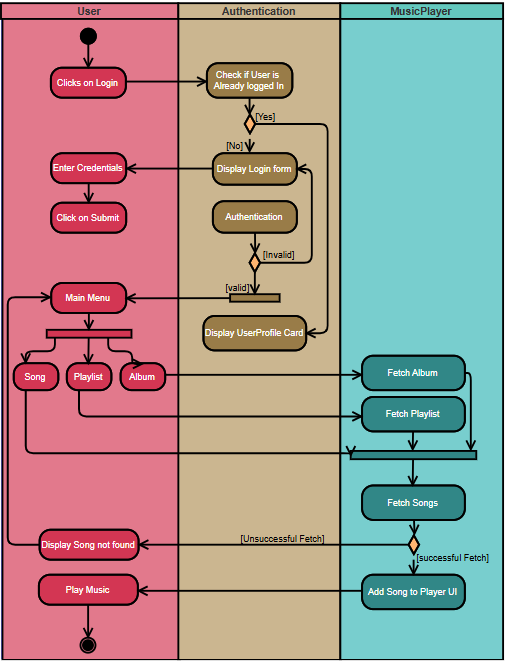 User
Authentication
MusicPlayer
Clicks on Login
Check if User is
Already logged In
[Yes]
[No]
Enter Credentials
Display Login form
Click on Submit
Authentication
[Invalid]
[valid]
Main Menu
Display UserProfile Card
Song
Playlist
Album
Fetch Album
Fetch Playlist
Fetch Songs
Display Song not found
[Unsuccessful Fetch]
[successful Fetch]
Play Music
Add Song to Player UI